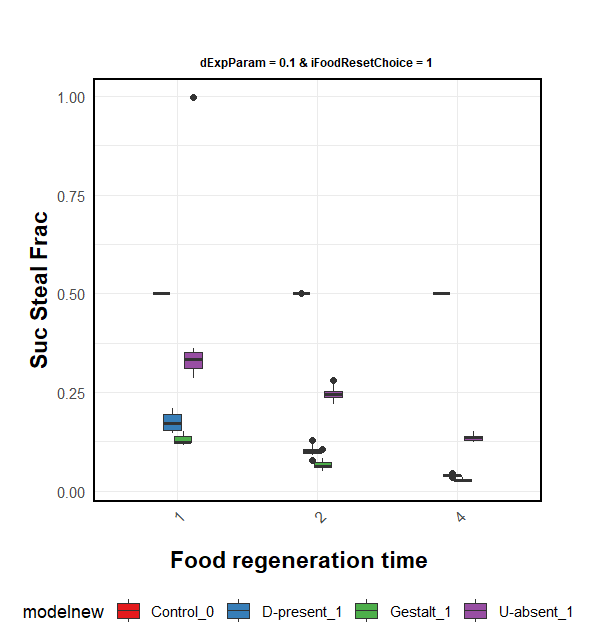 dExpParam = 0.1 & iFoodResetChoice = 1
Suc Steal Frac
1.00
0.75
0.50
0.25
0.00
1 2 4
Food regeneration time
modelnew Control_0 D-present_1 Gestalt_1 U-absent_1